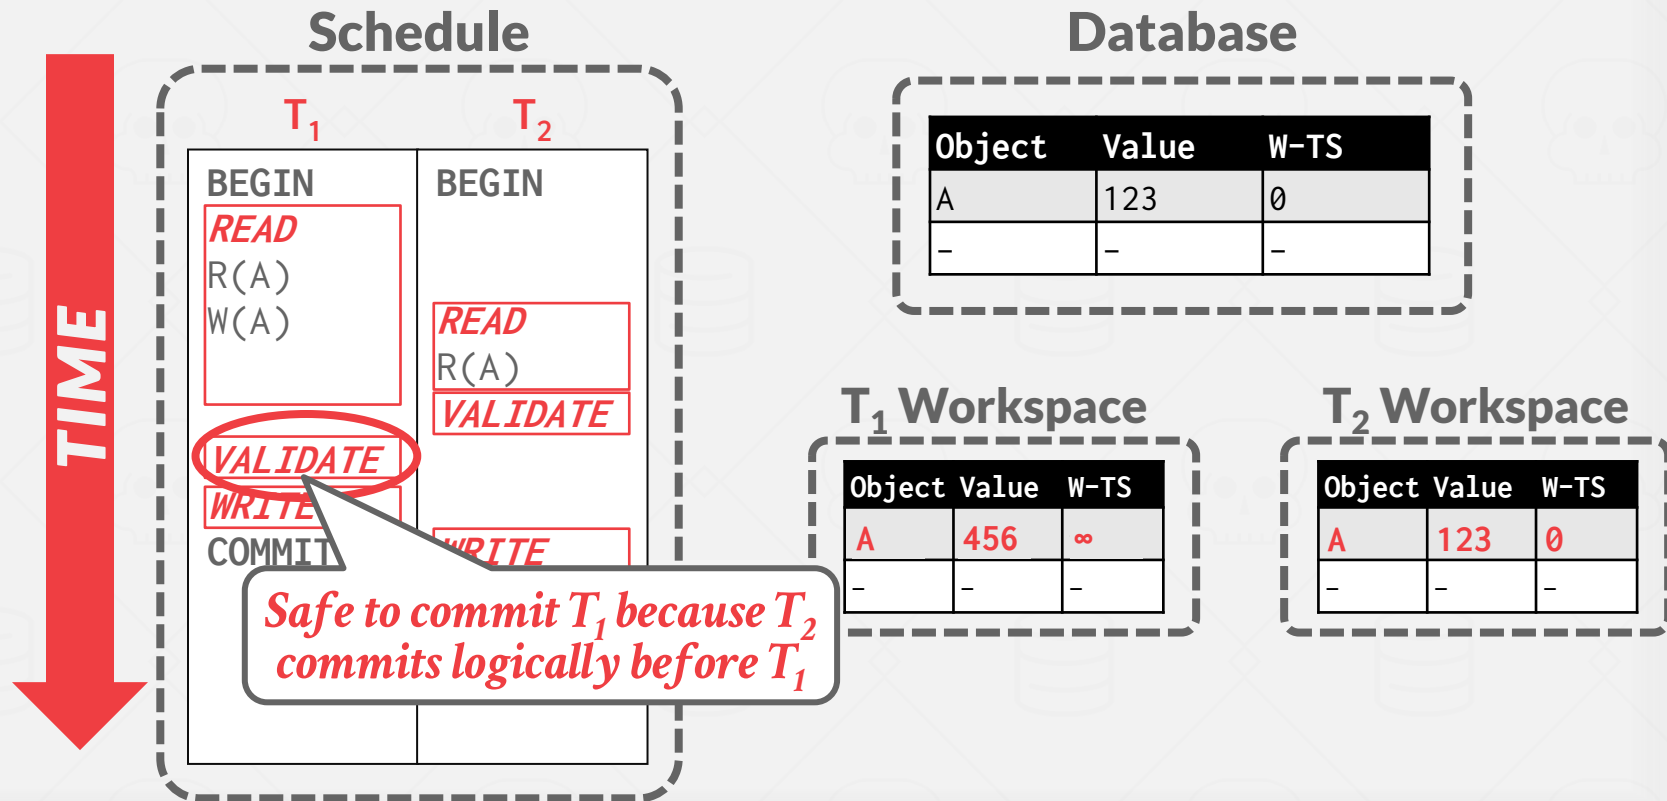 Schedule
Database
TIME
T1
T2
BEGIN
BEGIN
READ
R(A)
W(A)
READ
R(A)
VALIDATE
VALIDATE
WRITE
COMMIT
WRITE
Safe to commit T1 because T2
commits logically before T1
Object Value W-TS
A 123 0
- - -
T1 Workspace
Object Value W-TS
A 456 ∞
- - -
T2 Workspace
Object Value W-TS
A 123 0
- - -